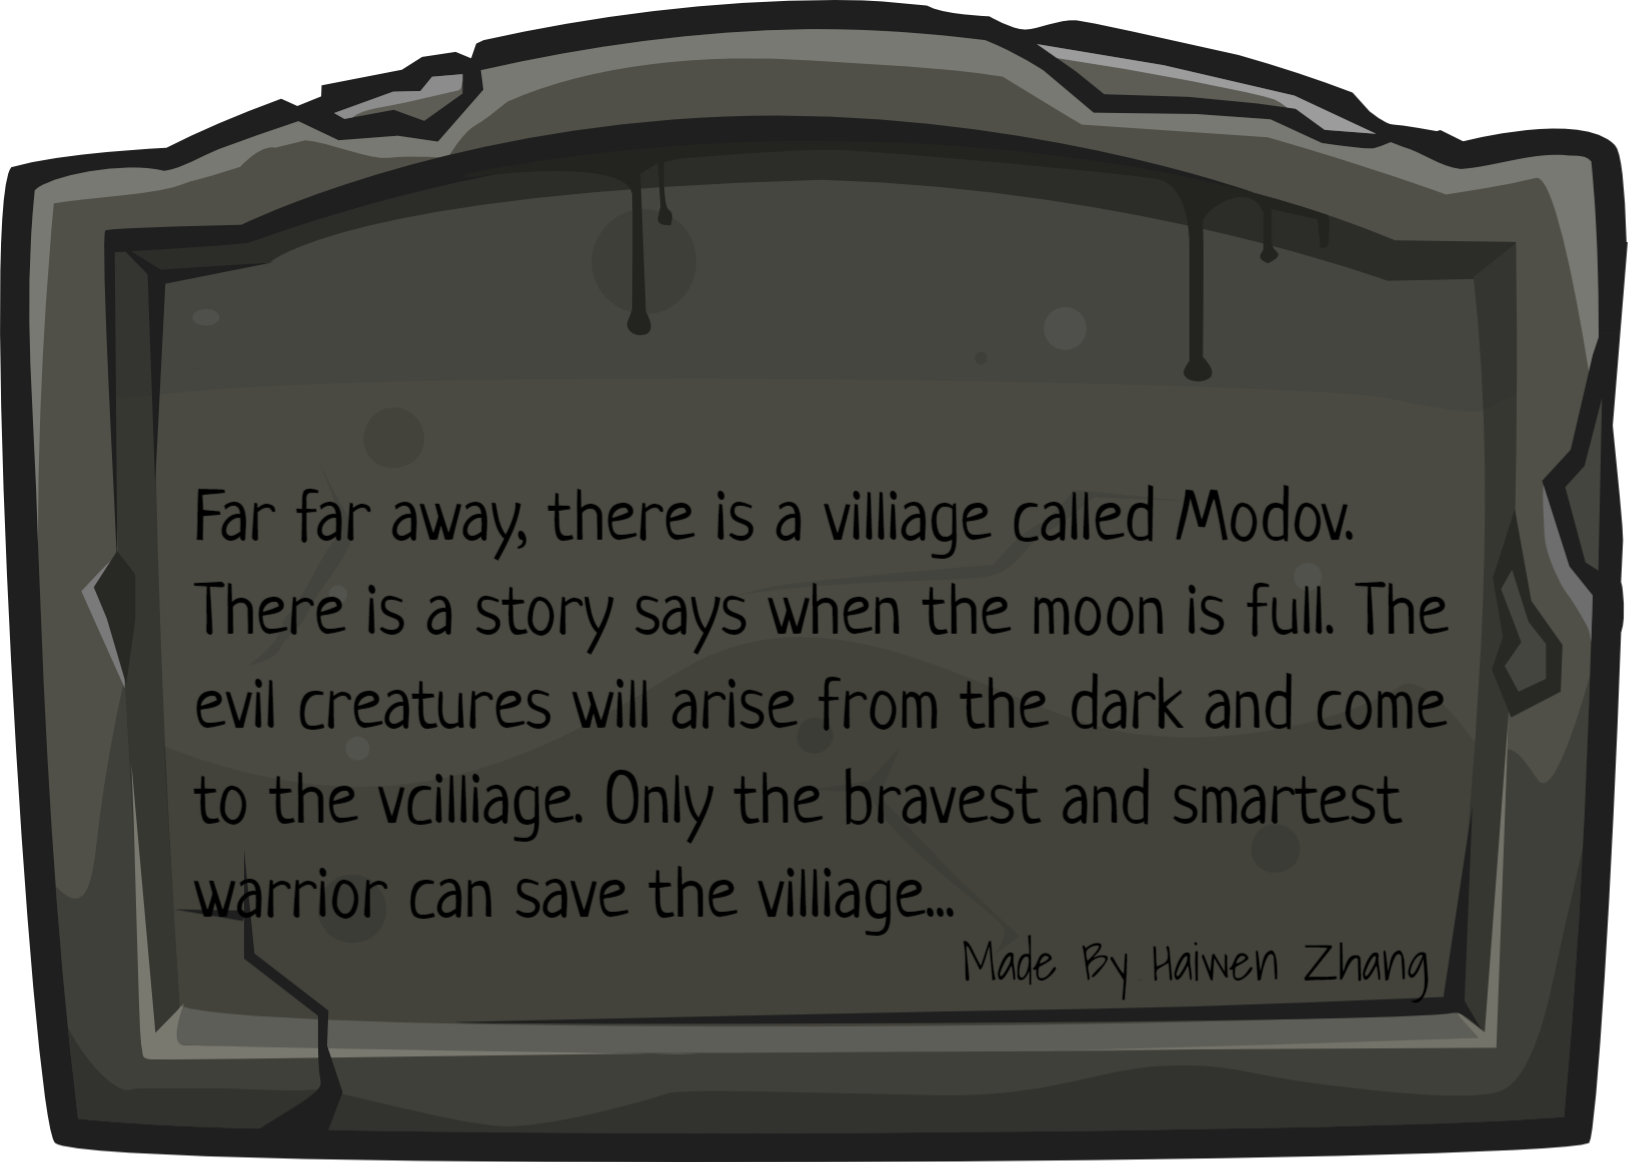 Far far away, there is a villiage called Modov.
There is a story says when the moon is full. The
evil creatures will arise from the dark and come
to the vcilliage. Only the bravest and smartest
warrior can save the villiage...
Made By Haiwen Zhang